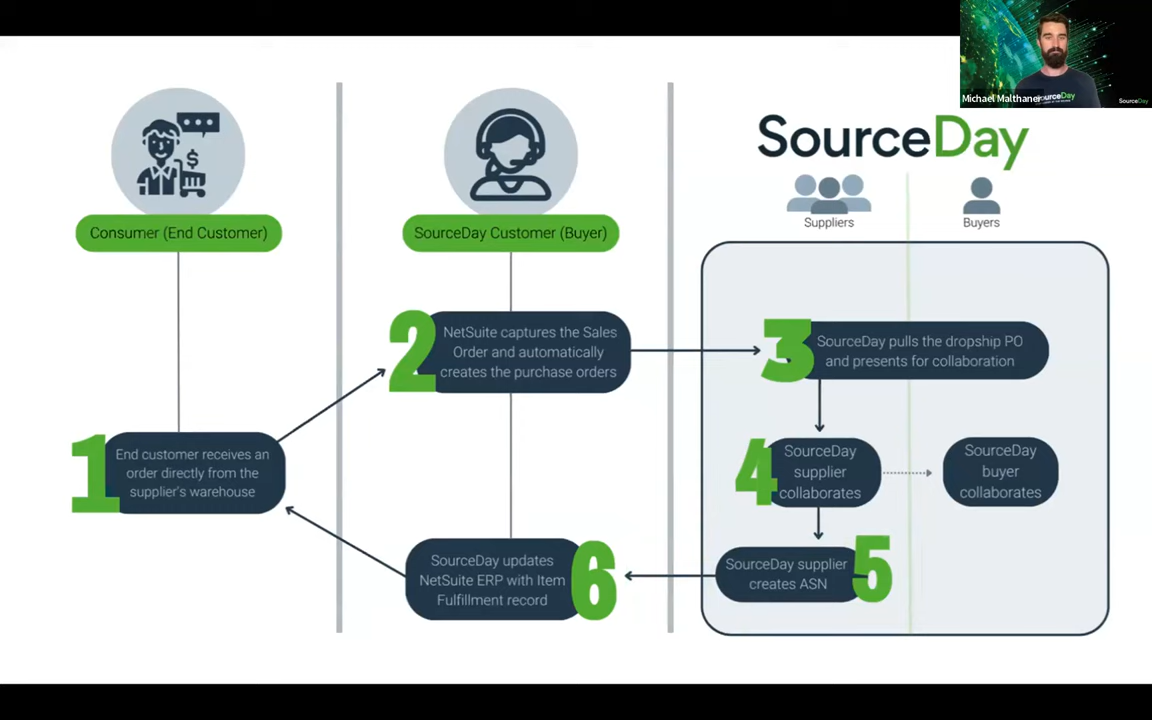 Michael Malthaner
SourceDay
SourceDay
SourceDay
Suppliers
Buyers
Consumer (End Customer)
SourceDay Customer (Buyer)
2
NetSuite captures the Sales
Order and automatically
creates the purchase orders
3
SourceDay pulls the dropship PO
and presents for collaboration
1
End customer receives an
order directly from the
supplier's warehouse
4
SourceDay
supplier
collaborates
SourceDay
buyer
collaborates
SourceDay updates
NetSuite ERP with Item
Fulfillment record
6
SourceDay supplier
creates ASN
5